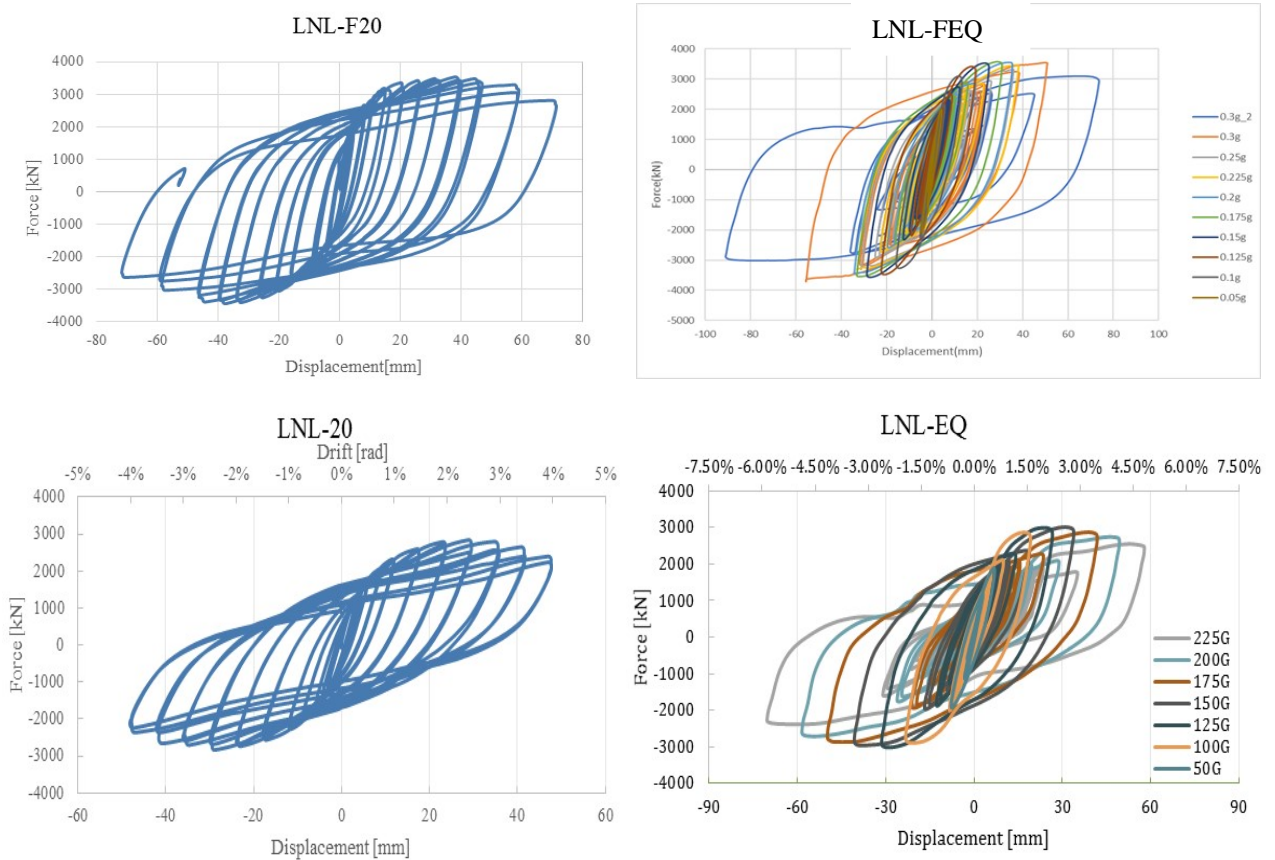 LNL-F20
4000
3000
2000
1000
0
-1000
-2000
-3000
-4000
-80 -60 -40 -20 0 20 40 60 80
Force [kN]
Displacement[mm]
LNL-FEQ
4000
3000
2000
1000
0
-1000
-2000
-3000
-4000
-5000
-100 -80 -60 -40 -20 0 20 40 60 80 100
Force(kN)
Displacement(mm)
0.3g_2
0.3g
0.25g
0.225g
0.2g
0.175g
0.15g
0.125g
0.1g
0.05g
LNL-20
Drift [rad]
-5% -4% -3% -2% -1% 0% 1% 2% 3% 4% 5%
4000
3000
2000
1000
0
-1000
-2000
-3000
-4000
-60 -40 -20 0 20 40 60
Force [kN]
Displacement [mm]
LNL-EQ
-7.50% -6.00% -4.50% -3.00% -1.50% 0.00% 1.50% 3.00% 4.50% 6.00% 7.50%
4000
3000
2000
1000
0
-1000
-2000
-3000
-4000
-90 -60 -30 0 30 60 90
Force [kN]
Displacement [mm]
225G
200G
175G
150G
125G
100G
50G